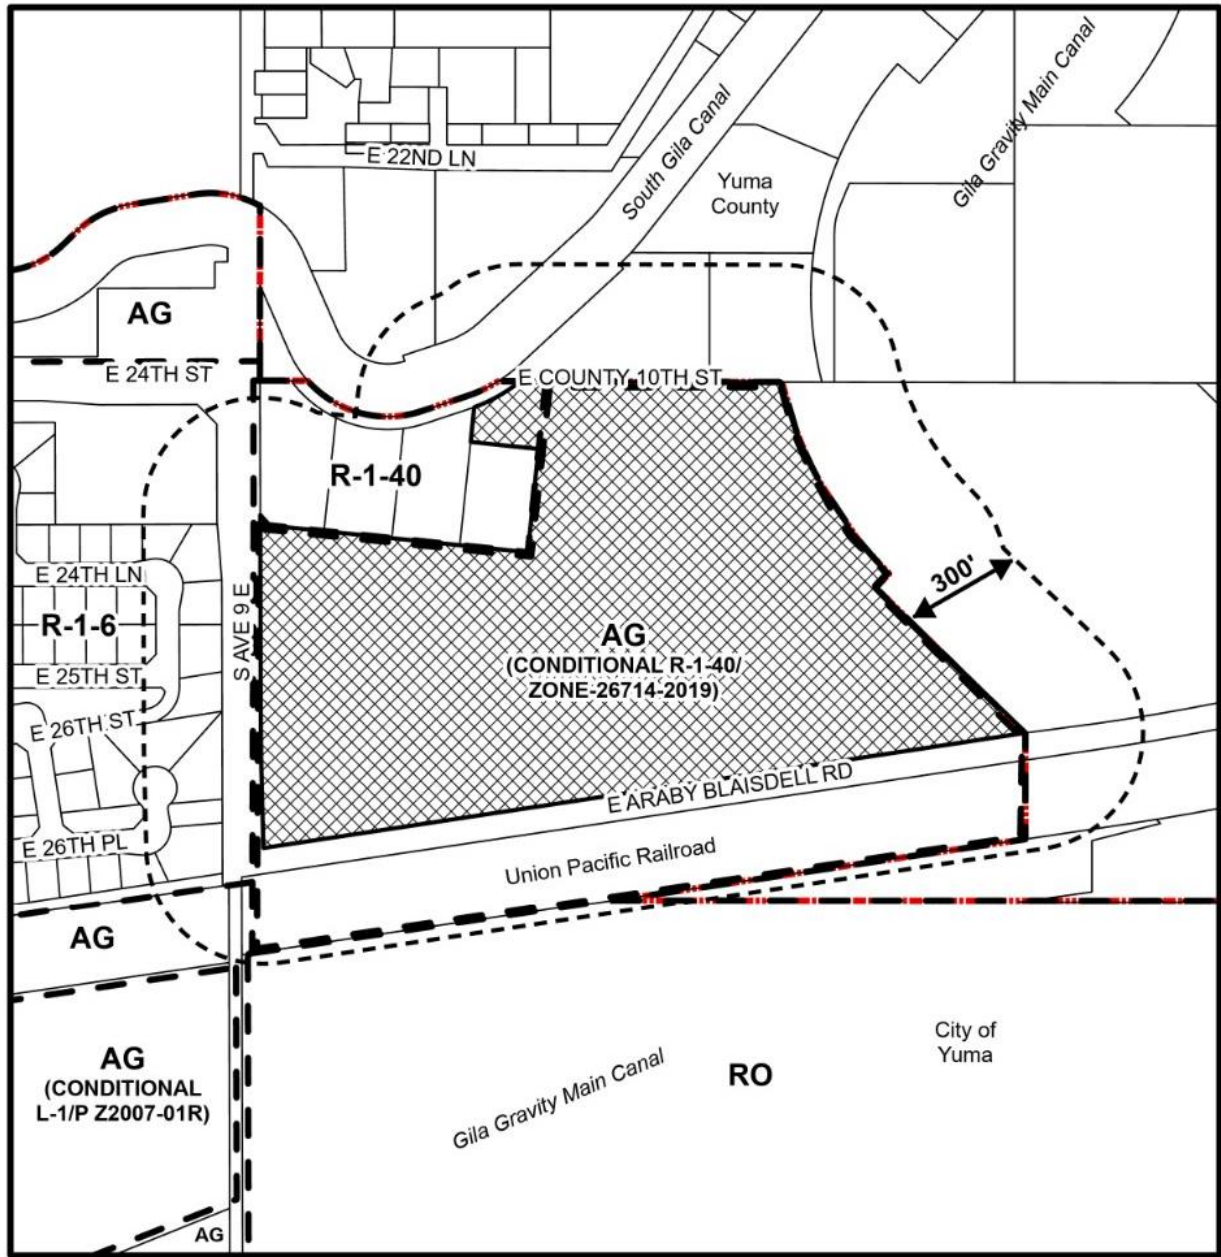 E 22ND LN
South Gila Canal
Gila Gravity Main Canal
Yuma
County
AG
E 24TH ST
E COUNTY 10TH ST
R-1-40
E 24TH LN
R-1-6
E 25TH ST
E 26TH ST
E 26TH PL
S AVE 9 E
300'
AG
(CONDITIONAL R-1-40/
ZONE-26714-2019)
E ARABY BLAISDELL RD
Union Pacific Railroad
AG
AG
(CONDITIONAL
L-1/P Z2007-01R)
AG
Gila Gravity Main Canal
RO
City of
Yuma